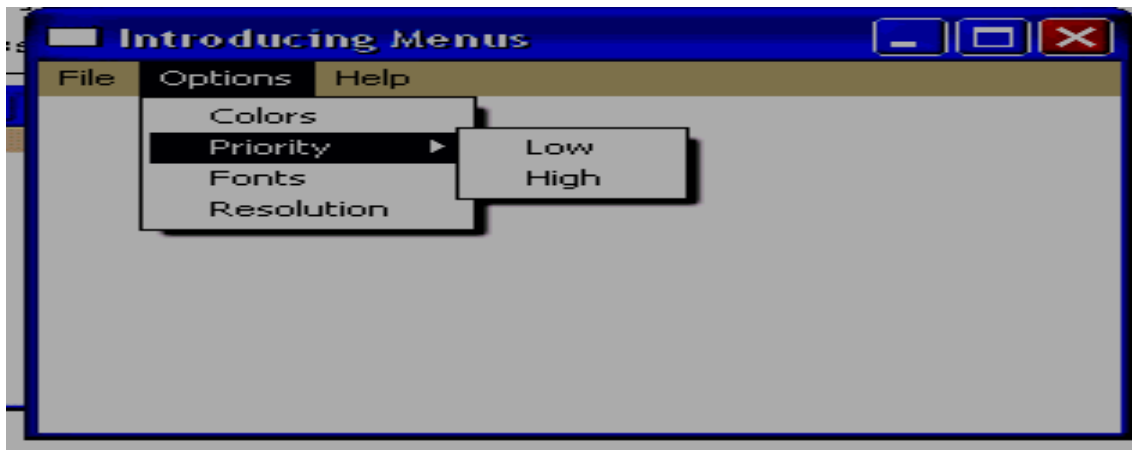 Introducing Menus
File Options Help
Colors
Priority Low
Fonts High
Resolution